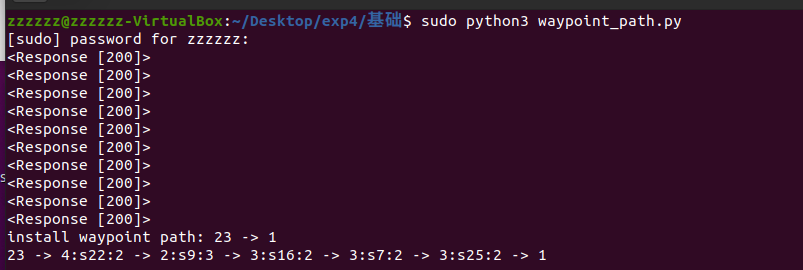 zzzzzz@zzzzzz-VirtualBox:~/Desktop/exp4/基础$ sudo python3 waypoint_path.py
[sudo] password for zzzzzz:
<Response [200]>
<Response [200]>
<Response [200]>
<Response [200]>
<Response [200]>
<Response [200]>
<Response [200]>
<Response [200]>
<Response [200]>
<Response [200]>
install waypoint path: 23 -> 1
23 -> 4:s22:2 -> 2:s9:3 -> 3:s16:2 -> 3:s7:2 -> 3:s25:2 -> 1